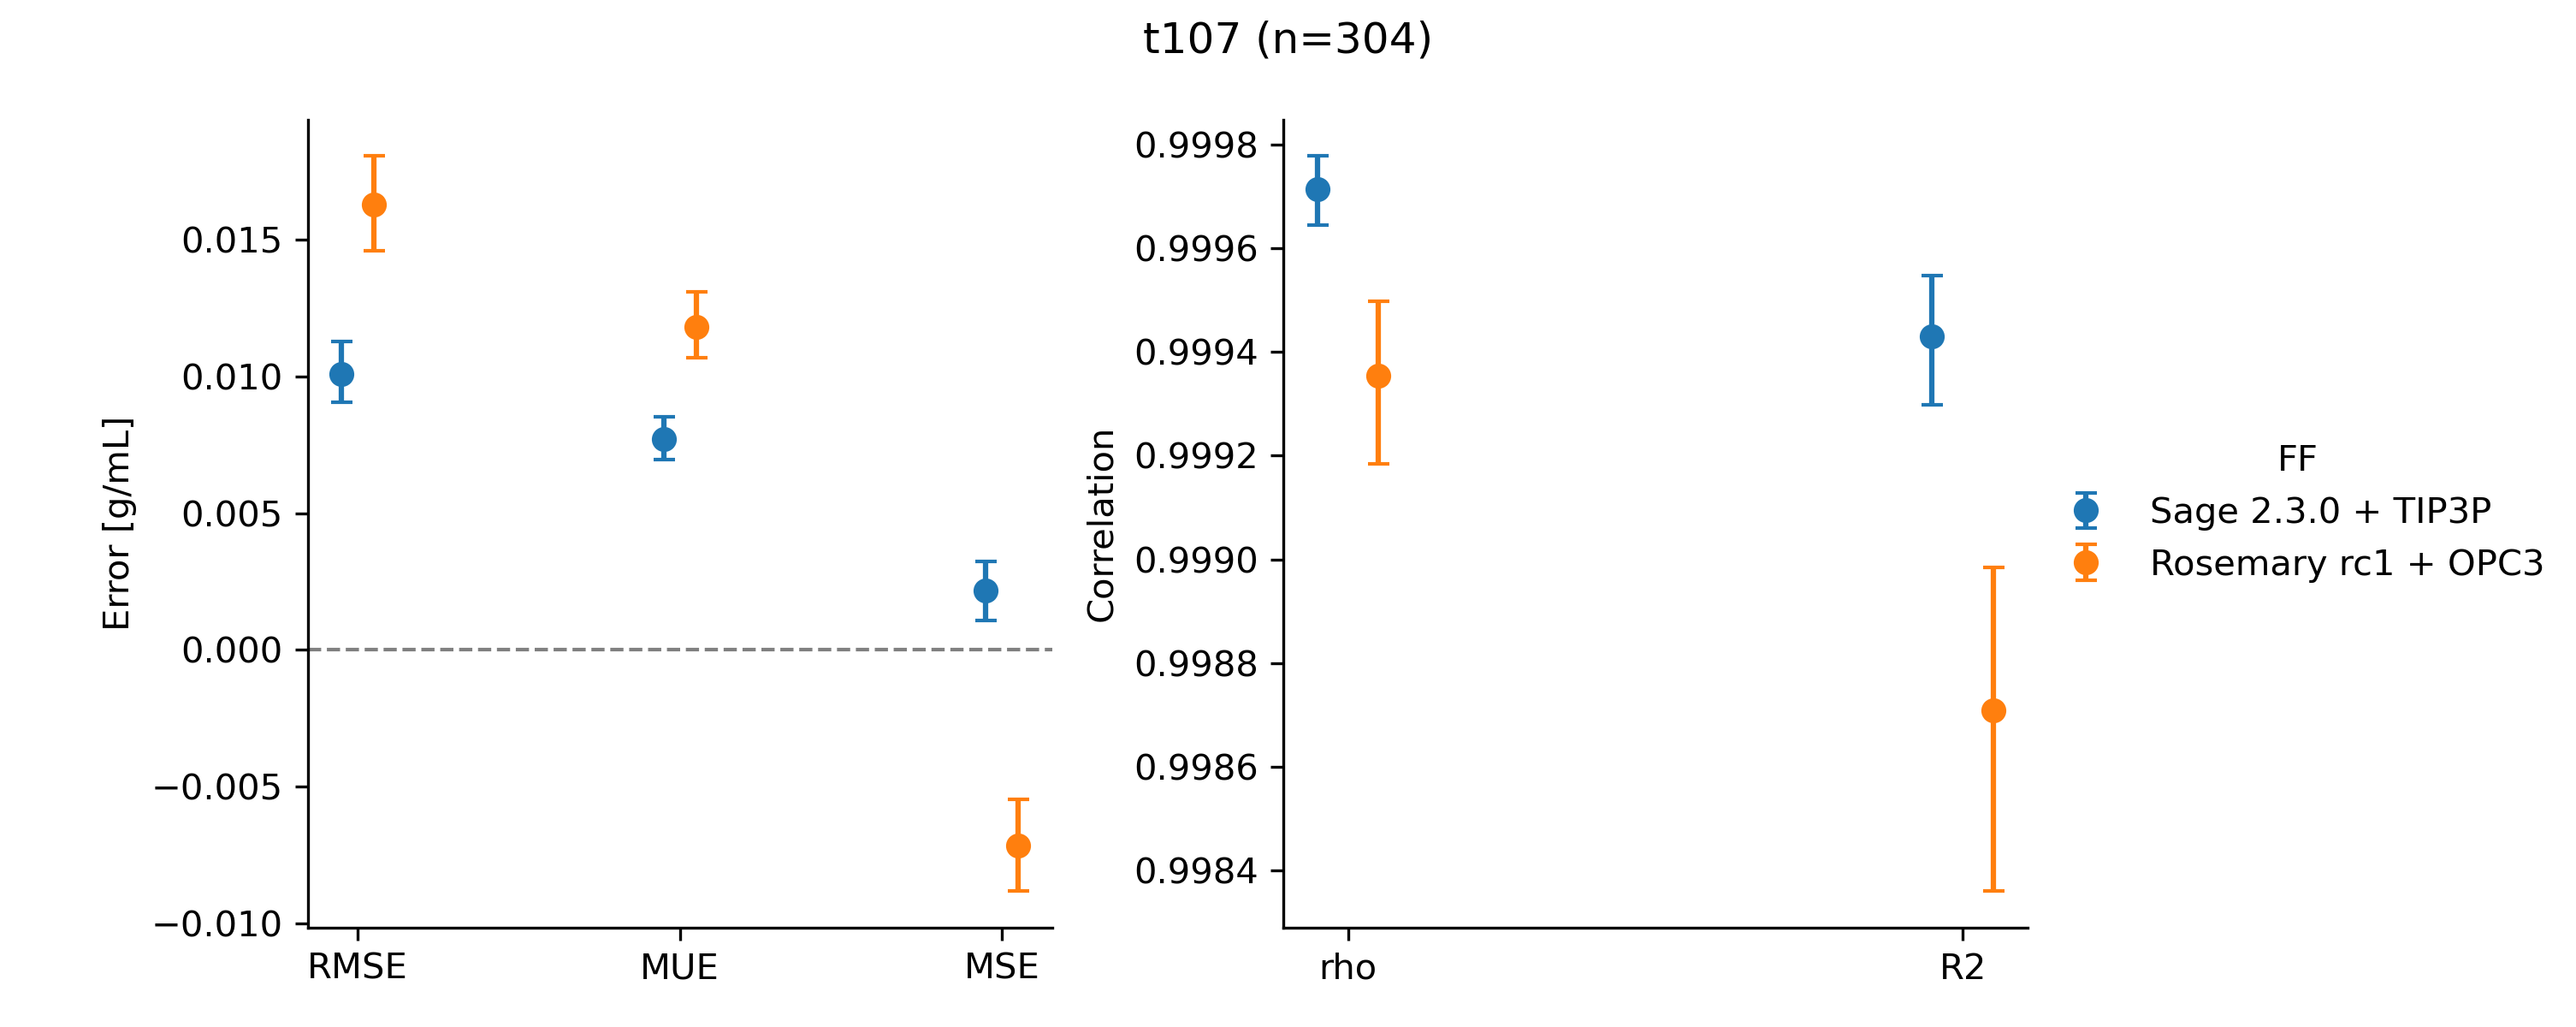 t107 (n=304)
Error [g/mL]
0.015
0.010
0.005
0.000
−0.005
−0.010
RMSE
MUE
MSE
Correlation
0.9998
0.9996
0.9994
0.9992
0.9990
0.9988
0.9986
0.9984
rho
R2
FF
Sage 2.3.0 + TIP3P
Rosemary rc1 + OPC3